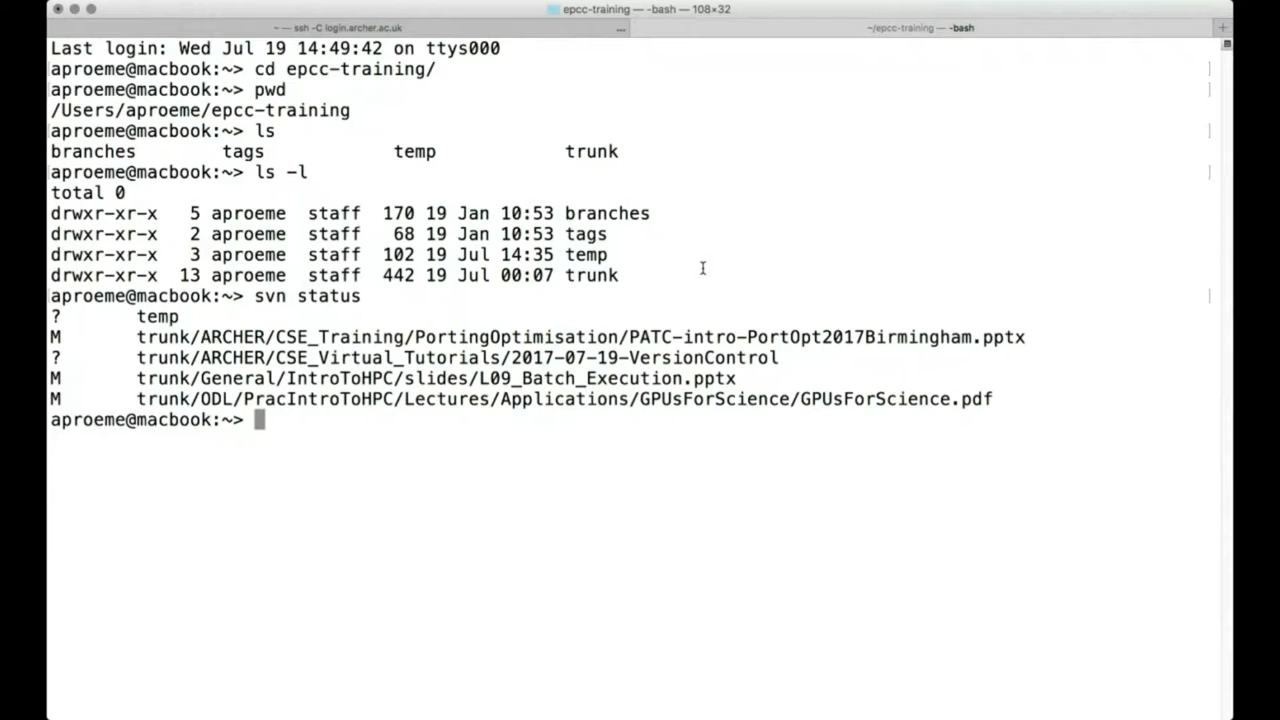 epcc-training — -bash — 108×32
~ — ssh -C login.archer.ac.uk ... ~/epcc-training — -bash +
Last login: Wed Jul 19 14:49:42 on ttys000
aproeme@macbook:~> cd epcc-training/
aproeme@macbook:~> pwd
/Users/aproeme/epcc-training
aproeme@macbook:~> ls
branches tags temp trunk
aproeme@macbook:~> ls -l
total 0
drwxr-xr-x 5 aproeme staff 170 19 Jan 10:53 branches
drwxr-xr-x 2 aproeme staff 68 19 Jan 10:53 tags
drwxr-xr-x 3 aproeme staff 102 19 Jul 14:35 temp
drwxr-xr-x 13 aproeme staff 442 19 Jul 00:07 trunk
aproeme@macbook:~> svn status
? temp
M trunk/ARCHER/CSE_Training/PortingOptimisation/PATC-intro-PortOpt2017Birmingham.pptx
? trunk/ARCHER/CSE_Virtual_Tutorials/2017-07-19-VersionControl
M trunk/General/IntroToHPC/slides/L09_Batch_Execution.pptx
M trunk/ODL/PracIntroToHPC/Lectures/Applications/GPUsForScience/GPUsForScience.pdf
aproeme@macbook:~>